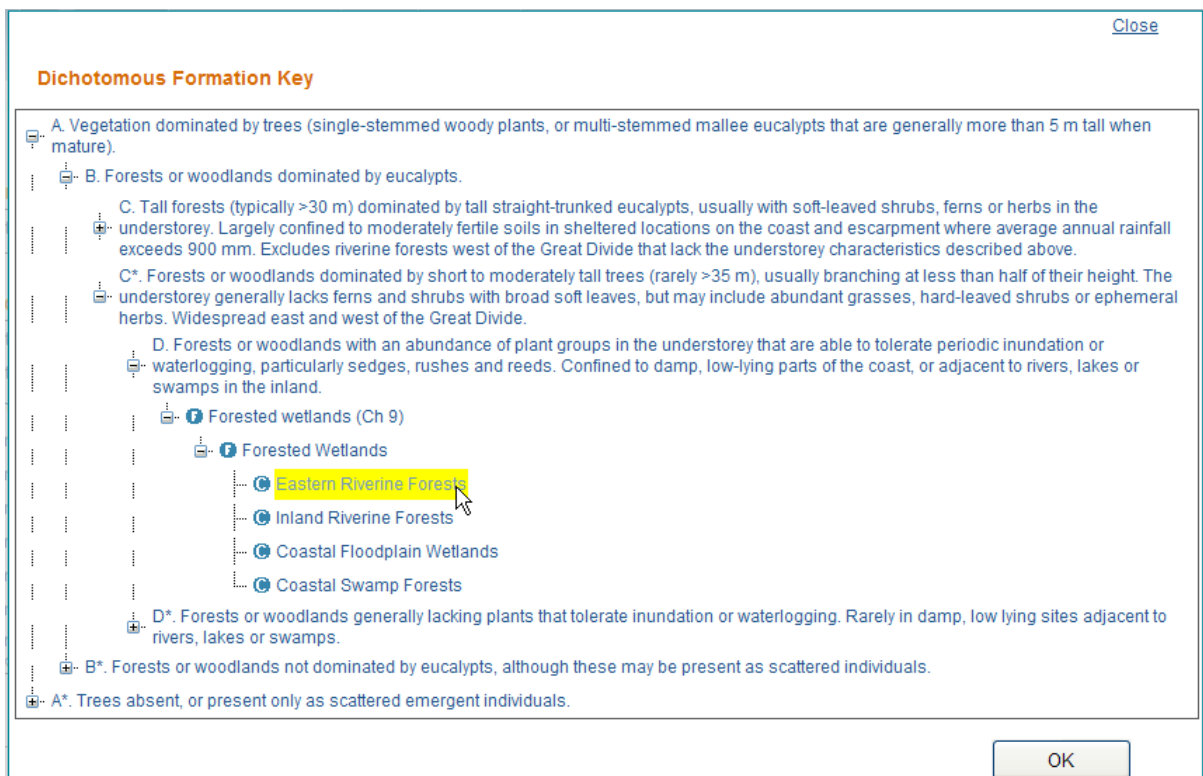 Close
Dichotomous Formation Key
A. Vegetation dominated by trees (single-stemmed woody plants, or multi-stemmed mallee eucalypts that are generally more than 5 m tall when
mature).
B. Forests or woodlands dominated by eucalypts.
C. Tall forests (typically >30 m) dominated by tall straight-trunked eucalypts, usually with soft-leaved shrubs, ferns or herbs in the
understorey. Largely confined to moderately fertile soils in sheltered locations on the coast and escarpment where average annual rainfall
exceeds 900 mm. Excludes riverine forests west of the Great Divide that lack the understorey characteristics described above.
C*. Forests or woodlands dominated by short to moderately tall trees (rarely >35 m), usually branching at less than half of their height. The
understorey generally lacks ferns and shrubs with broad soft leaves, but may include abundant grasses, hard-leaved shrubs or ephemeral
herbs. Widespread east and west of the Great Divide.
D. Forests or woodlands with an abundance of plant groups in the understorey that are able to tolerate periodic inundation or
waterlogging, particularly sedges, rushes and reeds. Confined to damp, low-lying parts of the coast, or adjacent to rivers, lakes or
swamps in the inland.
F Forested wetlands (Ch 9)
F Forested Wetlands
C Eastern Riverine Forests
C Inland Riverine Forests
C Coastal Floodplain Wetlands
C Coastal Swamp Forests
D*. Forests or woodlands generally lacking plants that tolerate inundation or waterlogging. Rarely in damp, low lying sites adjacent to
rivers, lakes or swamps.
B*. Forests or woodlands not dominated by eucalypts, although these may be present as scattered individuals.
A*. Trees absent, or present only as scattered emergent individuals.
OK